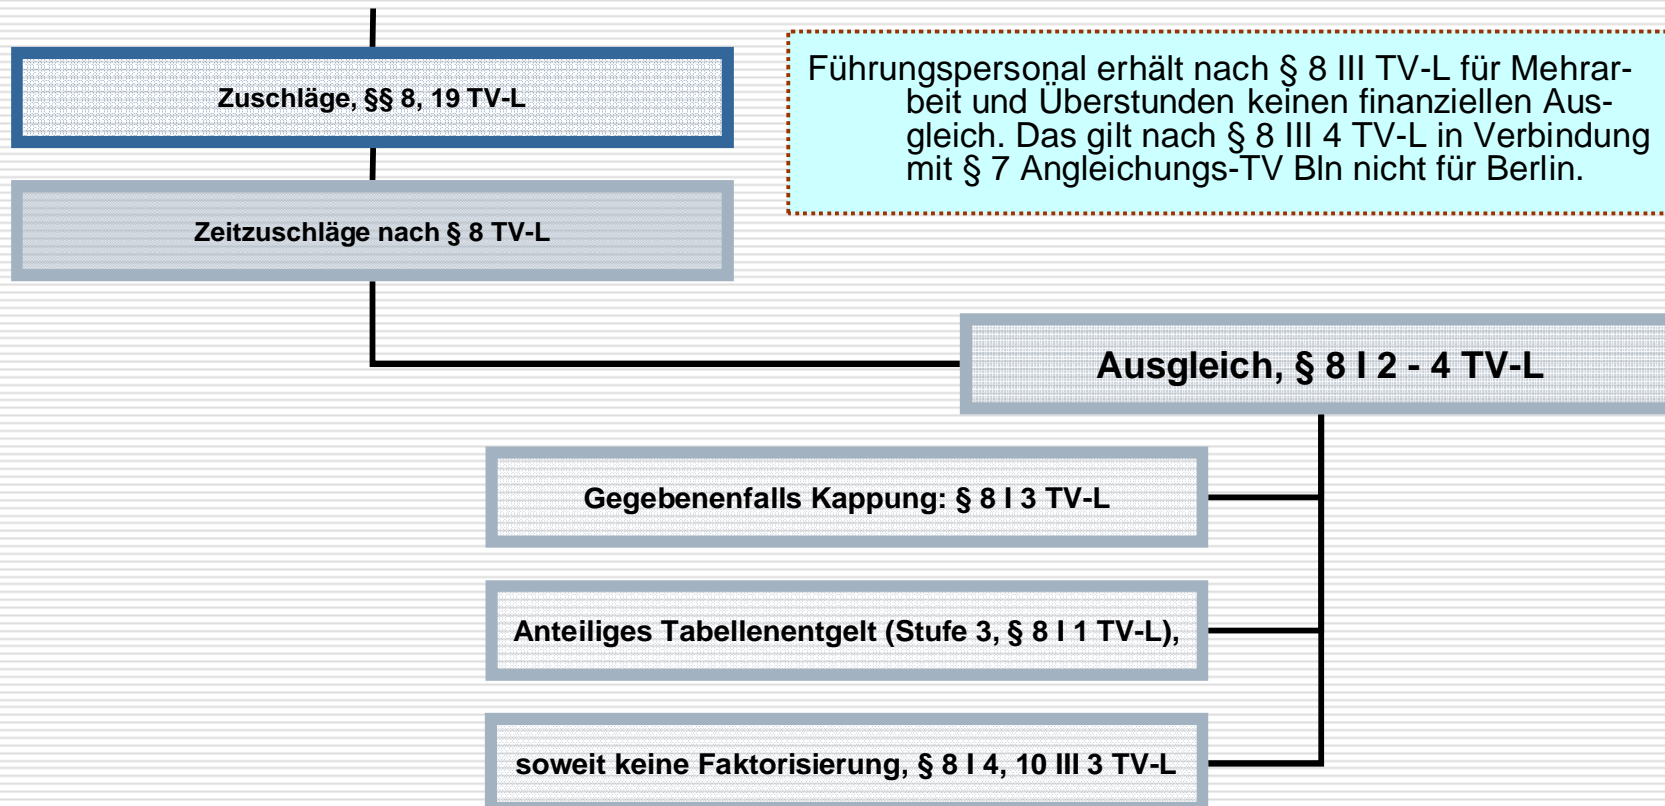 Zuschläge, §§ 8, 19 TV-L
Führungspersonal erhält nach § 8 III TV-L für Mehrar-
beit und Überstunden keinen finanziellen Aus-
gleich. Das gilt nach § 8 III 4 TV-L in Verbindung
mit § 7 Angleichungs-TV Bln nicht für Berlin.
Zeitzuschläge nach § 8 TV-L
Ausgleich, § 8 I 2 - 4 TV-L
Gegebenenfalls Kappung: § 8 I 3 TV-L
Anteiliges Tabellenentgelt (Stufe 3, § 8 I 1 TV-L),
soweit keine Faktorisierung, § 8 I 4, 10 III 3 TV-L